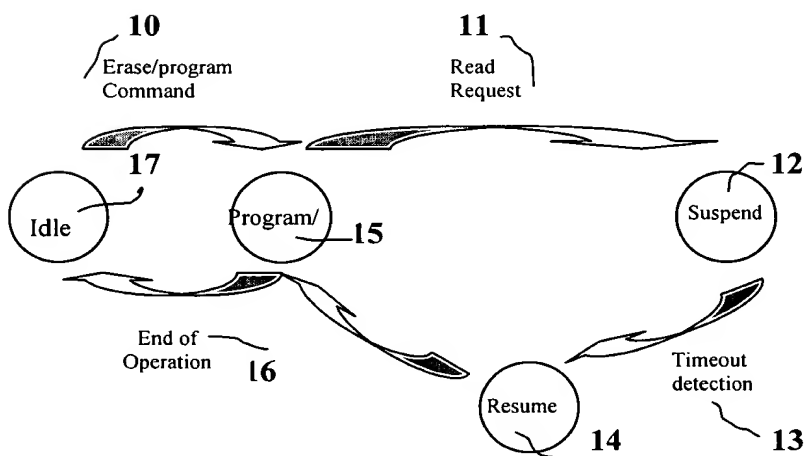 10
Erase/program
Command
11
Read
Request
17
Idle
Program/
15
12
Suspend
End of
Operation
16
Timeout
detection
13
Resume
14